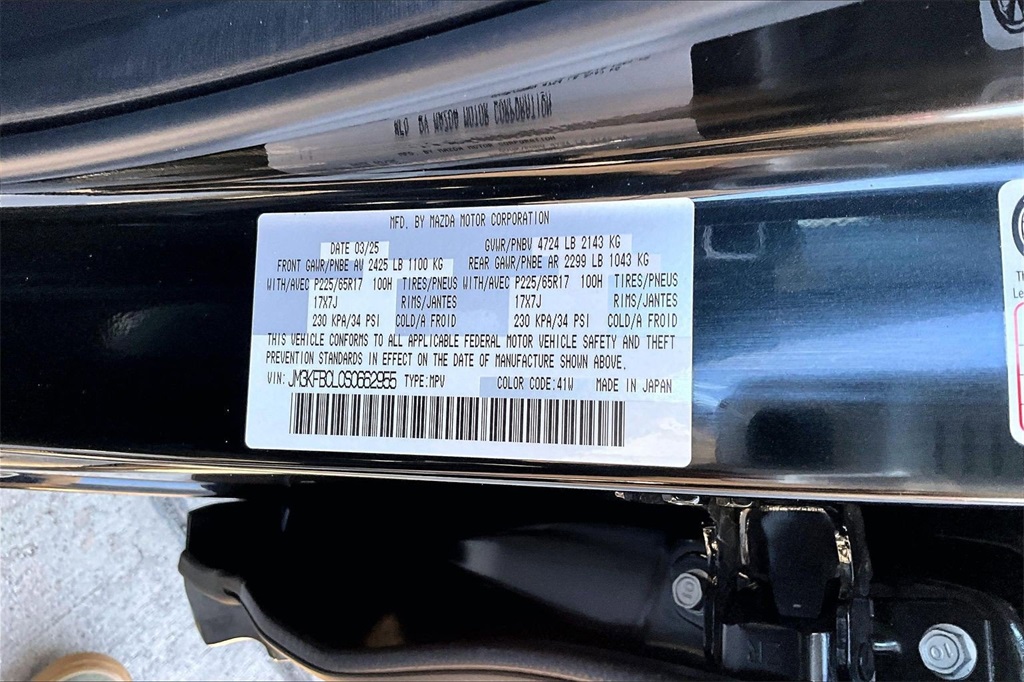 MFD. BY MAZDA MOTOR CORPORATION
DATE 03/25 GVWR/PNBV 4724 LB 2143 KG
FRONT GAWR/PNBE AV 2425 LB 1100 KG REAR GAWR/PNBE AR 2299 LB 1043 KG
WITH/AVEC P225/65R17 100H TIRES/PNEUS WITH/AVEC P225/65R17 100H TIRES/PNEUS
17X7J RIMS/JANTES 17X7J RIMS/JANTES
230 KPA/34 PSI COLD/A FROID 230 KPA/34 PSI COLD/A FROID
THIS VEHICLE CONFORMS TO ALL APPLICABLE FEDERAL MOTOR VEHICLE SAFETY AND THEFT
PREVENTION STANDARDS IN EFFECT ON THE DATE OF MANUFACTURE SHOWN ABOVE.
VIN: JM3KFBCL0S0662955 TYPE:MPV COLOR CODE:41W MADE IN JAPAN
10